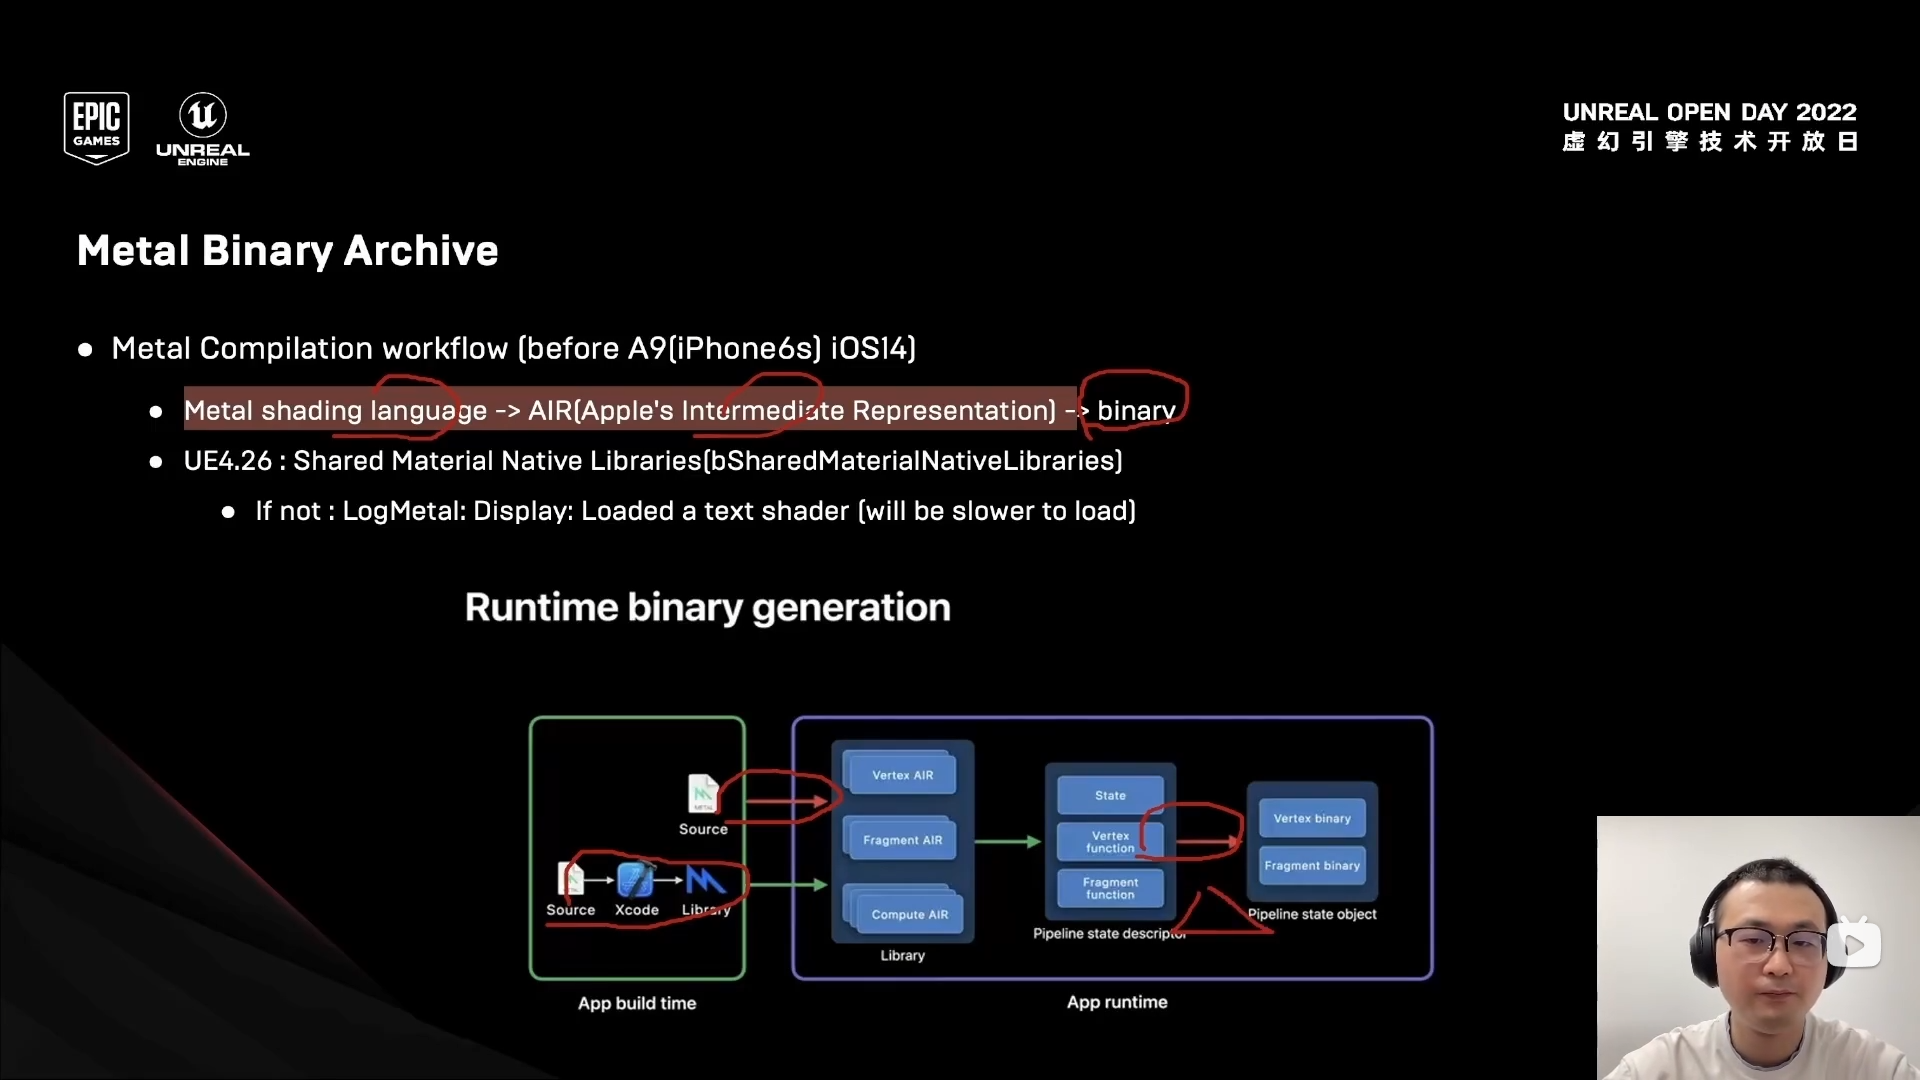 EPIC
GAMES
UNREAL
ENGINE
UNREAL OPEN DAY 2022
虚幻引擎技术开放日
Metal Binary Archive
● Metal Compilation workflow (before A9(iPhone6s) iOS14)
● Metal shading language -> AIR(Apple's Intermediate Representation) -> binary
● UE4.26 : Shared Material Native Libraries(bSharedMaterialNativeLibraries)
● If not : LogMetal: Display: Loaded a text shader (will be slower to load)
Runtime binary generation
METAL
Source
Source
Xcode
Library
App build time
Vertex AIR
Fragment AIR
Compute AIR
Library
State
Vertex
function
Fragment
function
Pipeline state descriptor
Vertex binary
Fragment binary
Pipeline state object
App runtime